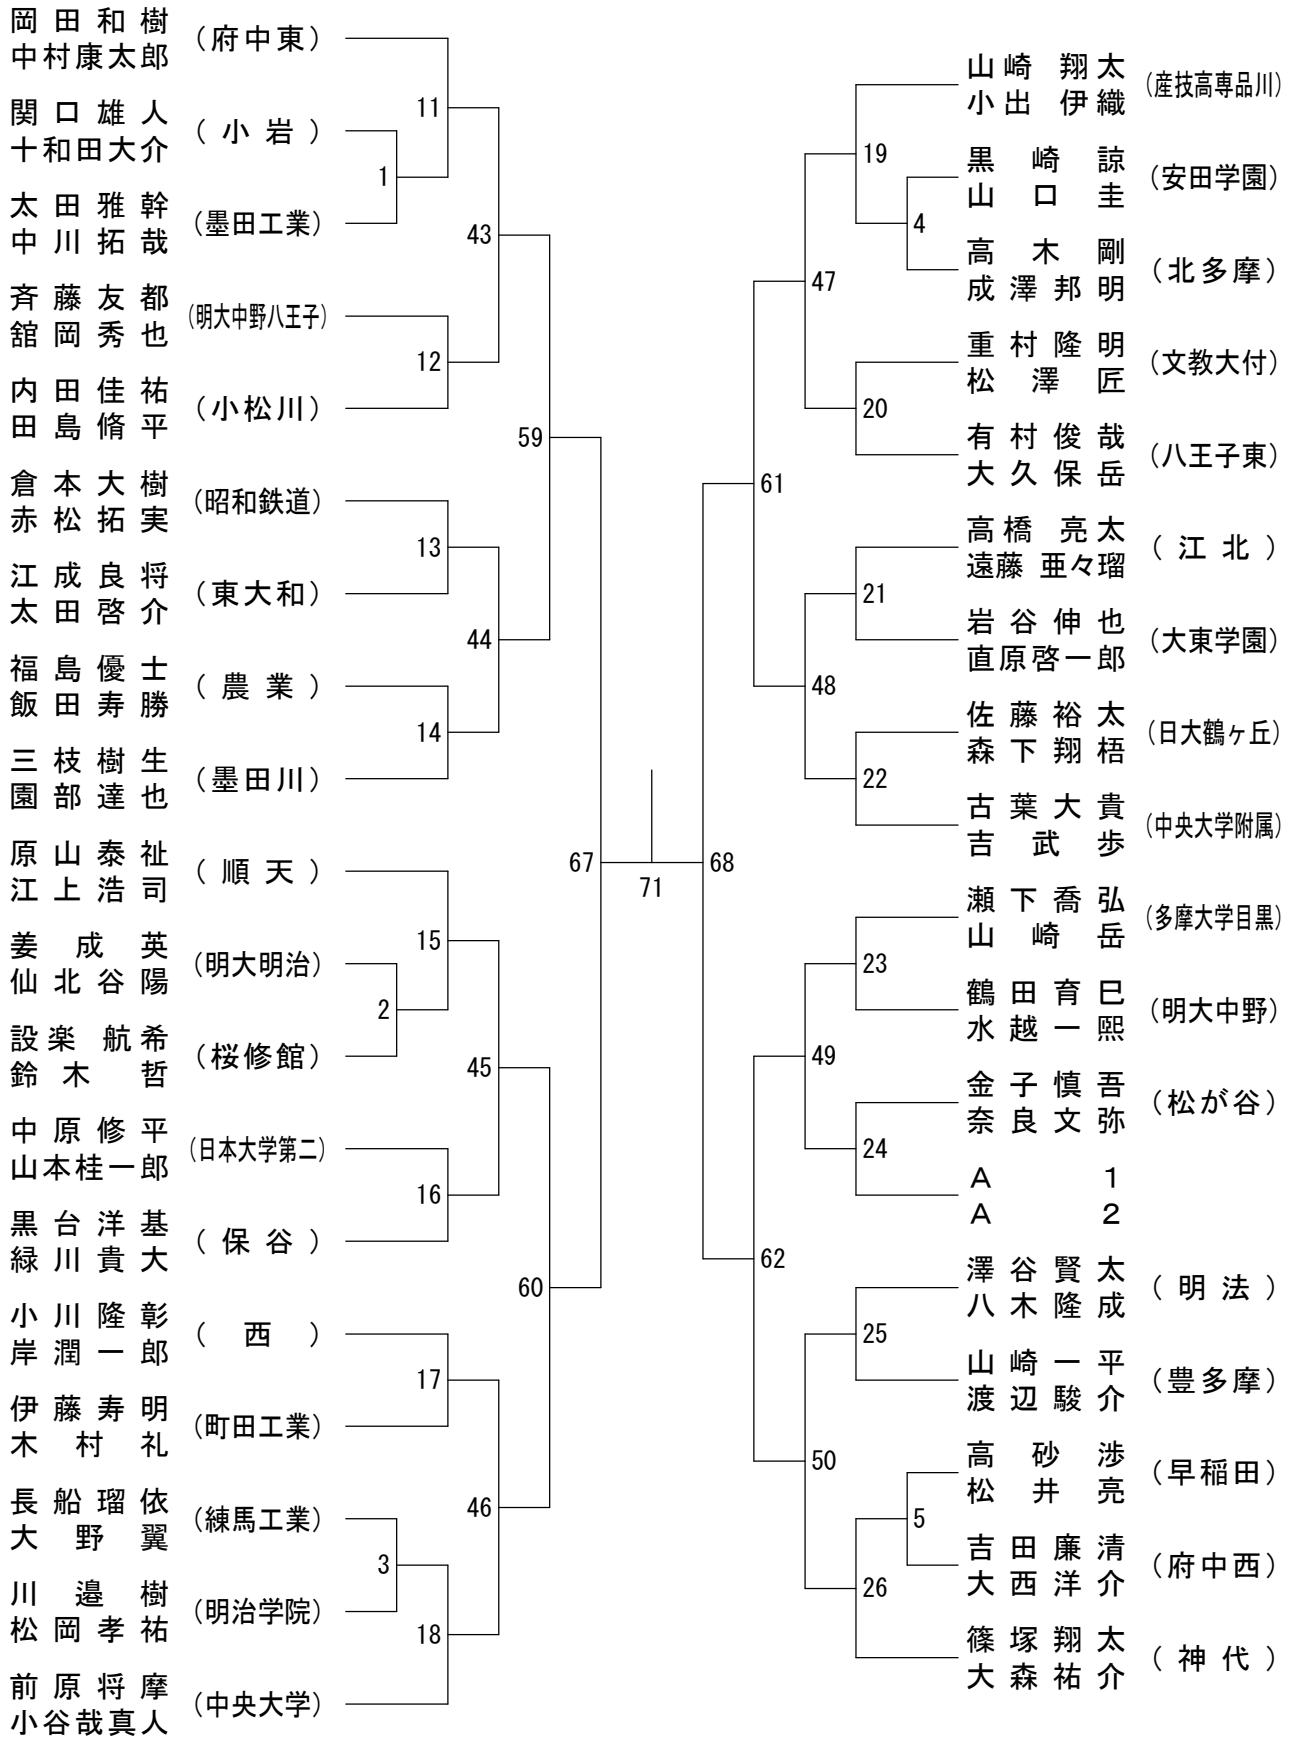 岡田和樹
中村康太郎
(府中東)
関口雄人
十和田大介
(小岩)
太田雅幹
中川拓哉
(墨田工業)
斉藤友都
舘岡秀也
(明大中野八王子)
内田佳祐
田島脩平
(小松川)
倉本大樹
赤松拓実
(昭和鉄道)
江成良将
太田啓介
(東大和)
福島優士
飯田寿勝
(農業)
三枝樹生
園部達也
(墨田川)
原山泰祉
江上浩司
(順天)
姜成英
仙北谷陽
(明大明治)
設楽航希
鈴木哲
(桜修館)
中原修平
山本桂一郎
(日本大学第二)
黒台洋基
緑川貴大
(保谷)
小川隆彰
岸潤一郎
(西)
伊藤寿明
木村礼
(町田工業)
長船瑠依
大野翼
(練馬工業)
川邉樹
松岡孝祐
(明治学院)
前原将摩
小谷哉真人
(中央大学)
11
1
43
12
59
13
44
14
67
15
2
45
16
60
17
46
3
18
71
68
19
4
47
20
61
21
48
22
23
49
24
62
25
50
5
26
山崎翔太
小出伊織
(産技高専品川)
黒崎諒
山口圭
(安田学園)
高木剛
成澤邦明
(北多摩)
重村隆明
松澤匠
(文教大付)
有村俊哉
大久保岳
(八王子東)
高橋亮太
遠藤亜々瑠
(江北)
岩谷伸也
直原啓一郎
(大東学園)
佐藤裕太
森下翔梧
(日大鶴ヶ丘)
古葉大貴
吉武歩
(中央大学附属)
瀬下喬弘
山崎岳
(多摩大学目黒)
鶴田育巳
水越一熙
(明大中野)
金子慎吾
奈良文弥
(松が谷)
A 1
A 2
澤谷賢太
八木隆成
(明法)
山崎一平
渡辺駿介
(豊多摩)
高砂渉
松井亮
(早稲田)
吉田廉清
大西洋介
(府中西)
篠塚翔太
大森祐介
(神代)